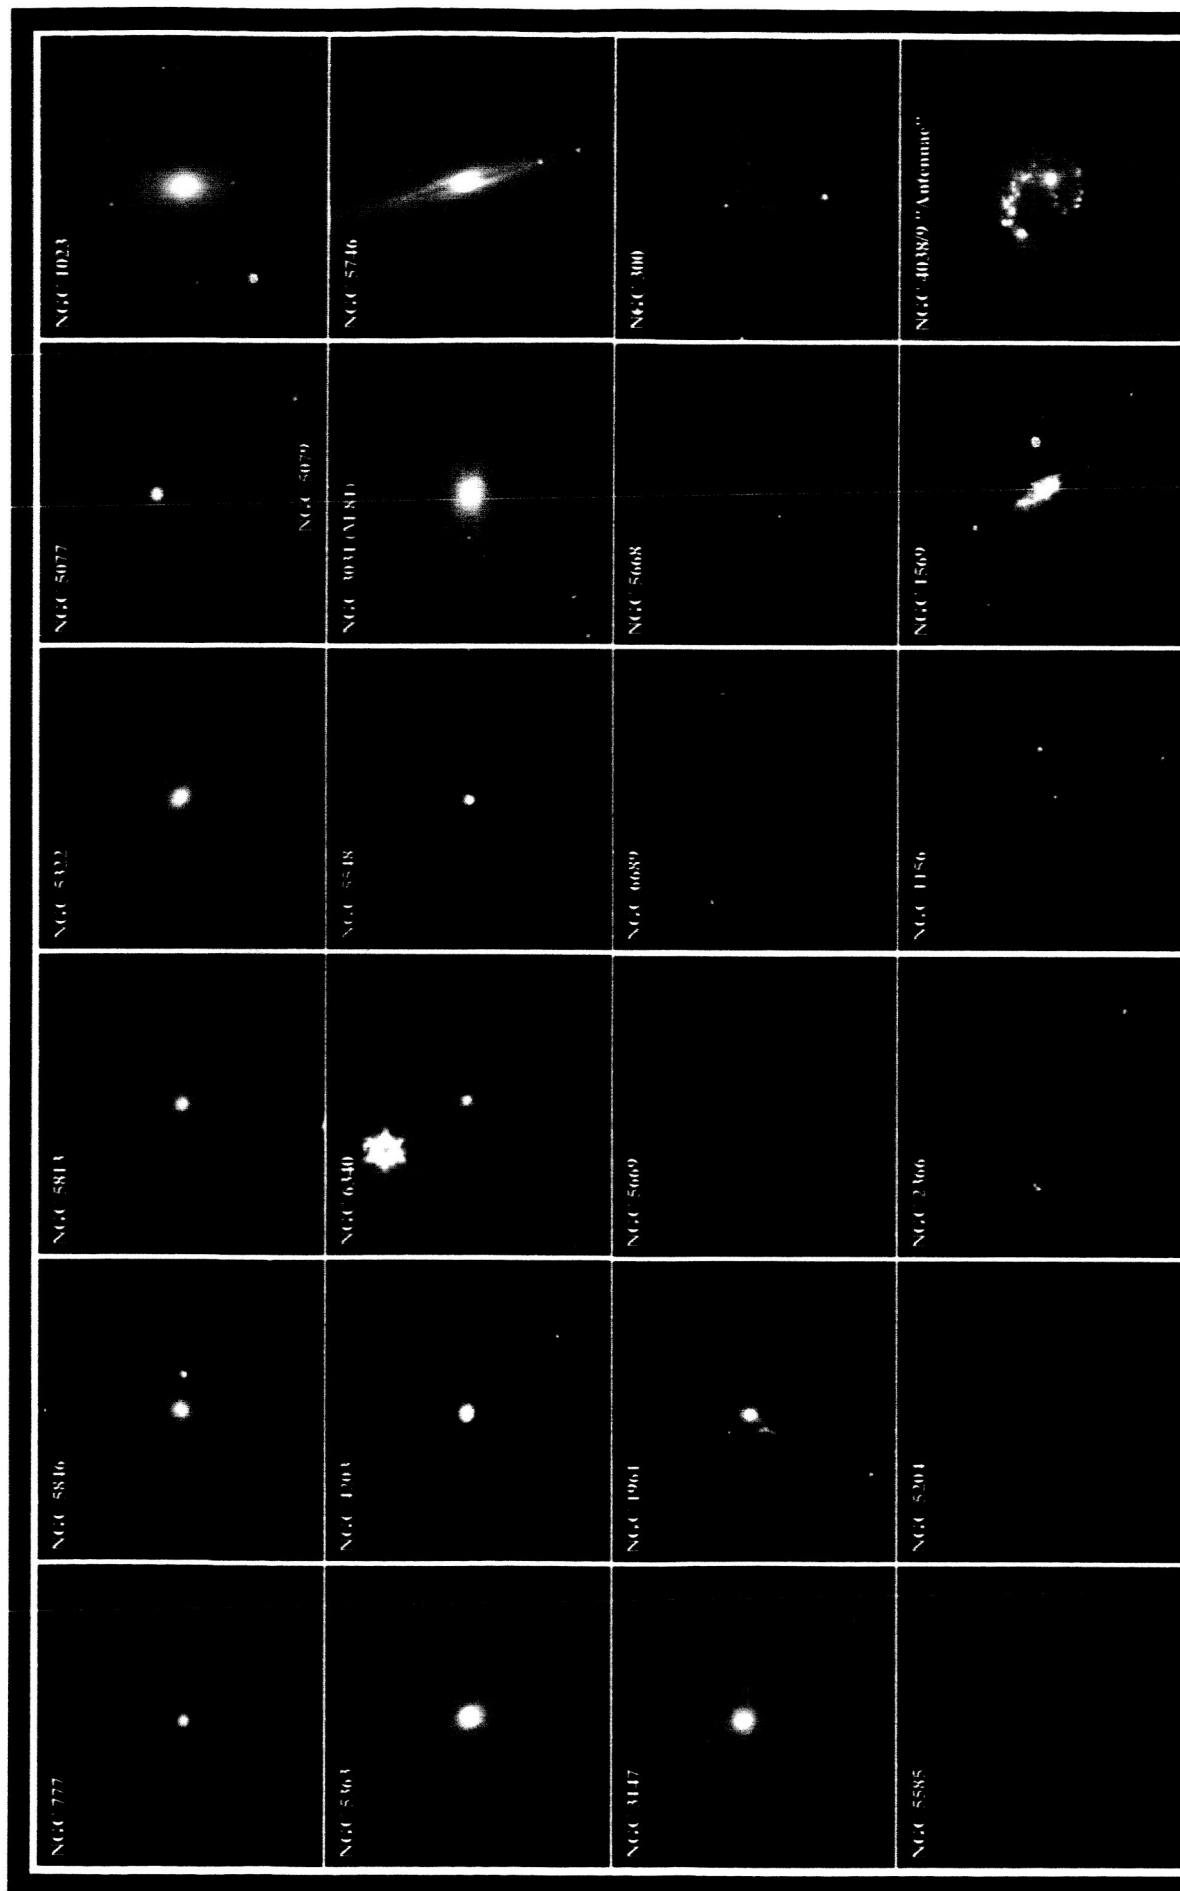 NGC 777
NGC 5846
NGC 5813
NGC 5322
NGC 5077
NGC 5079
NGC 1023
NGC 5363
NGC 4203
NGC 6340
NGC 5548
NGC 3031 (M81)
NGC 5746
NGC 3147
NGC 1961
NGC 5669
NGC 6689
NGC 5668
NGC 300
NGC 5585
NGC 5204
NGC 2366
NGC 1156
NGC 1569
NGC 4038/9 "Antennae"